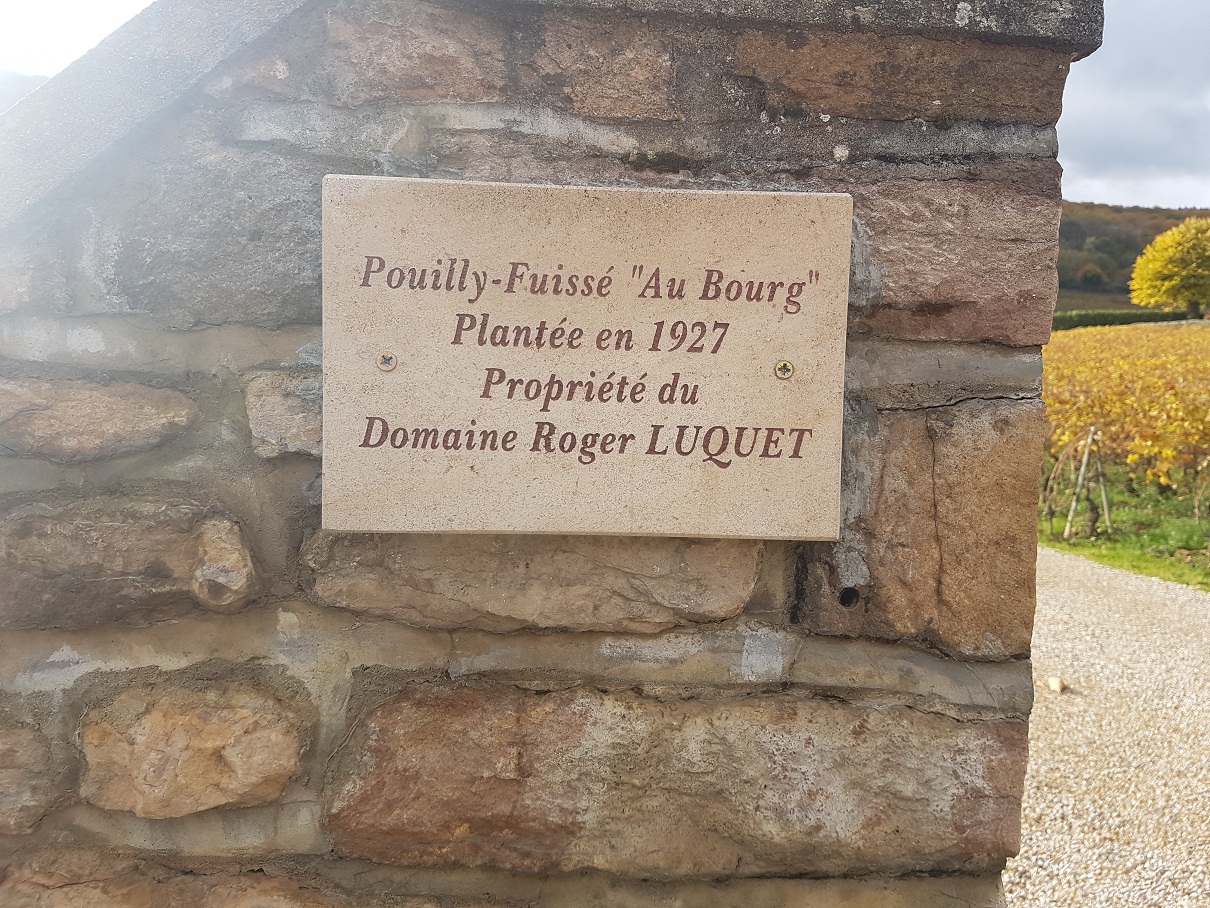 Pouilly-Fuissé "Au Bourg"
Plantée en 1927
Propriété du
Domaine Roger LUQUET